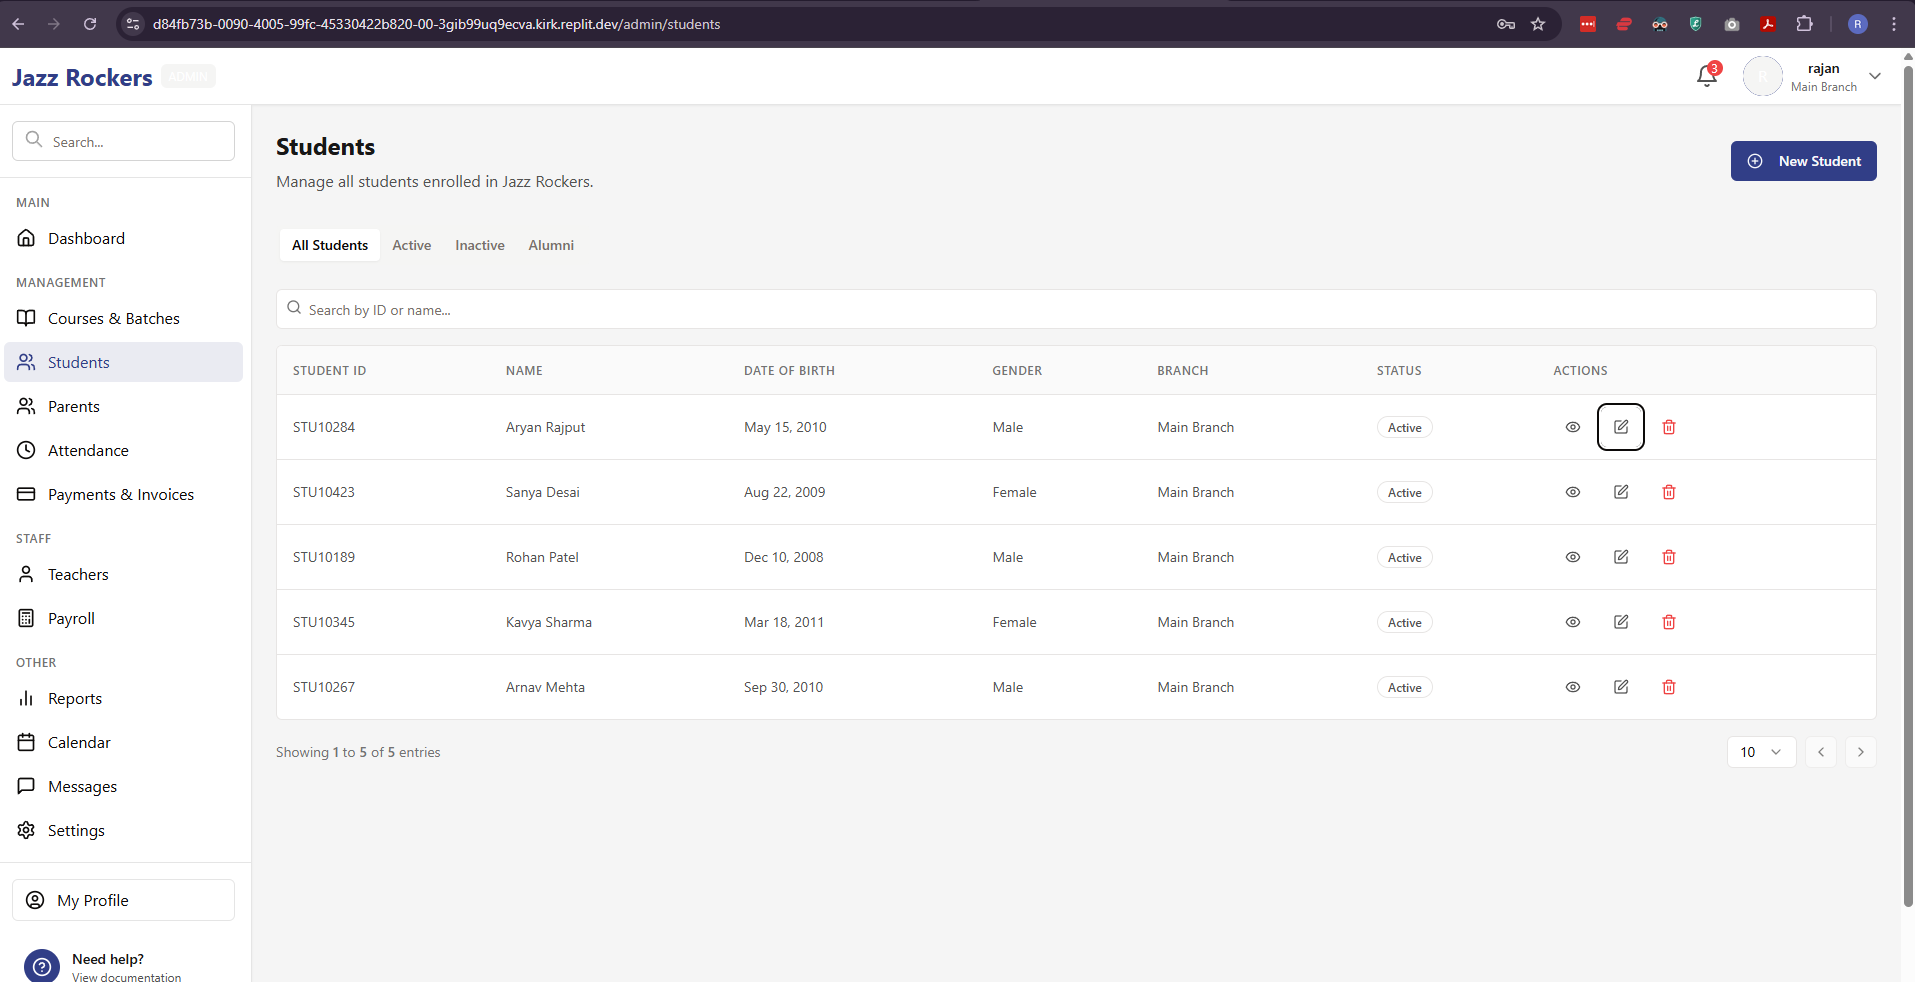 d84fb73b-0090-4005-99fc-45330422b820-00-3gib99uq9ecva.kirk.replit.dev/admin/students
R
Jazz Rockers ADMIN
3
R
rajan
Main Branch
Search...
MAIN
Dashboard
MANAGEMENT
Courses & Batches
Students
Parents
Attendance
Payments & Invoices
STAFF
Teachers
Payroll
OTHER
Reports
Calendar
Messages
Settings
My Profile
Need help?
View documentation
Students
Manage all students enrolled in Jazz Rockers.
New Student
All Students Active Inactive Alumni
Search by ID or name...
STUDENT ID NAME DATE OF BIRTH GENDER BRANCH STATUS ACTIONS
STU10284 Aryan Rajput May 15, 2010 Male Main Branch Active
STU10423 Sanya Desai Aug 22, 2009 Female Main Branch Active
STU10189 Rohan Patel Dec 10, 2008 Male Main Branch Active
STU10345 Kavya Sharma Mar 18, 2011 Female Main Branch Active
STU10267 Arnav Mehta Sep 30, 2010 Male Main Branch Active
Showing 1 to 5 of 5 entries
10